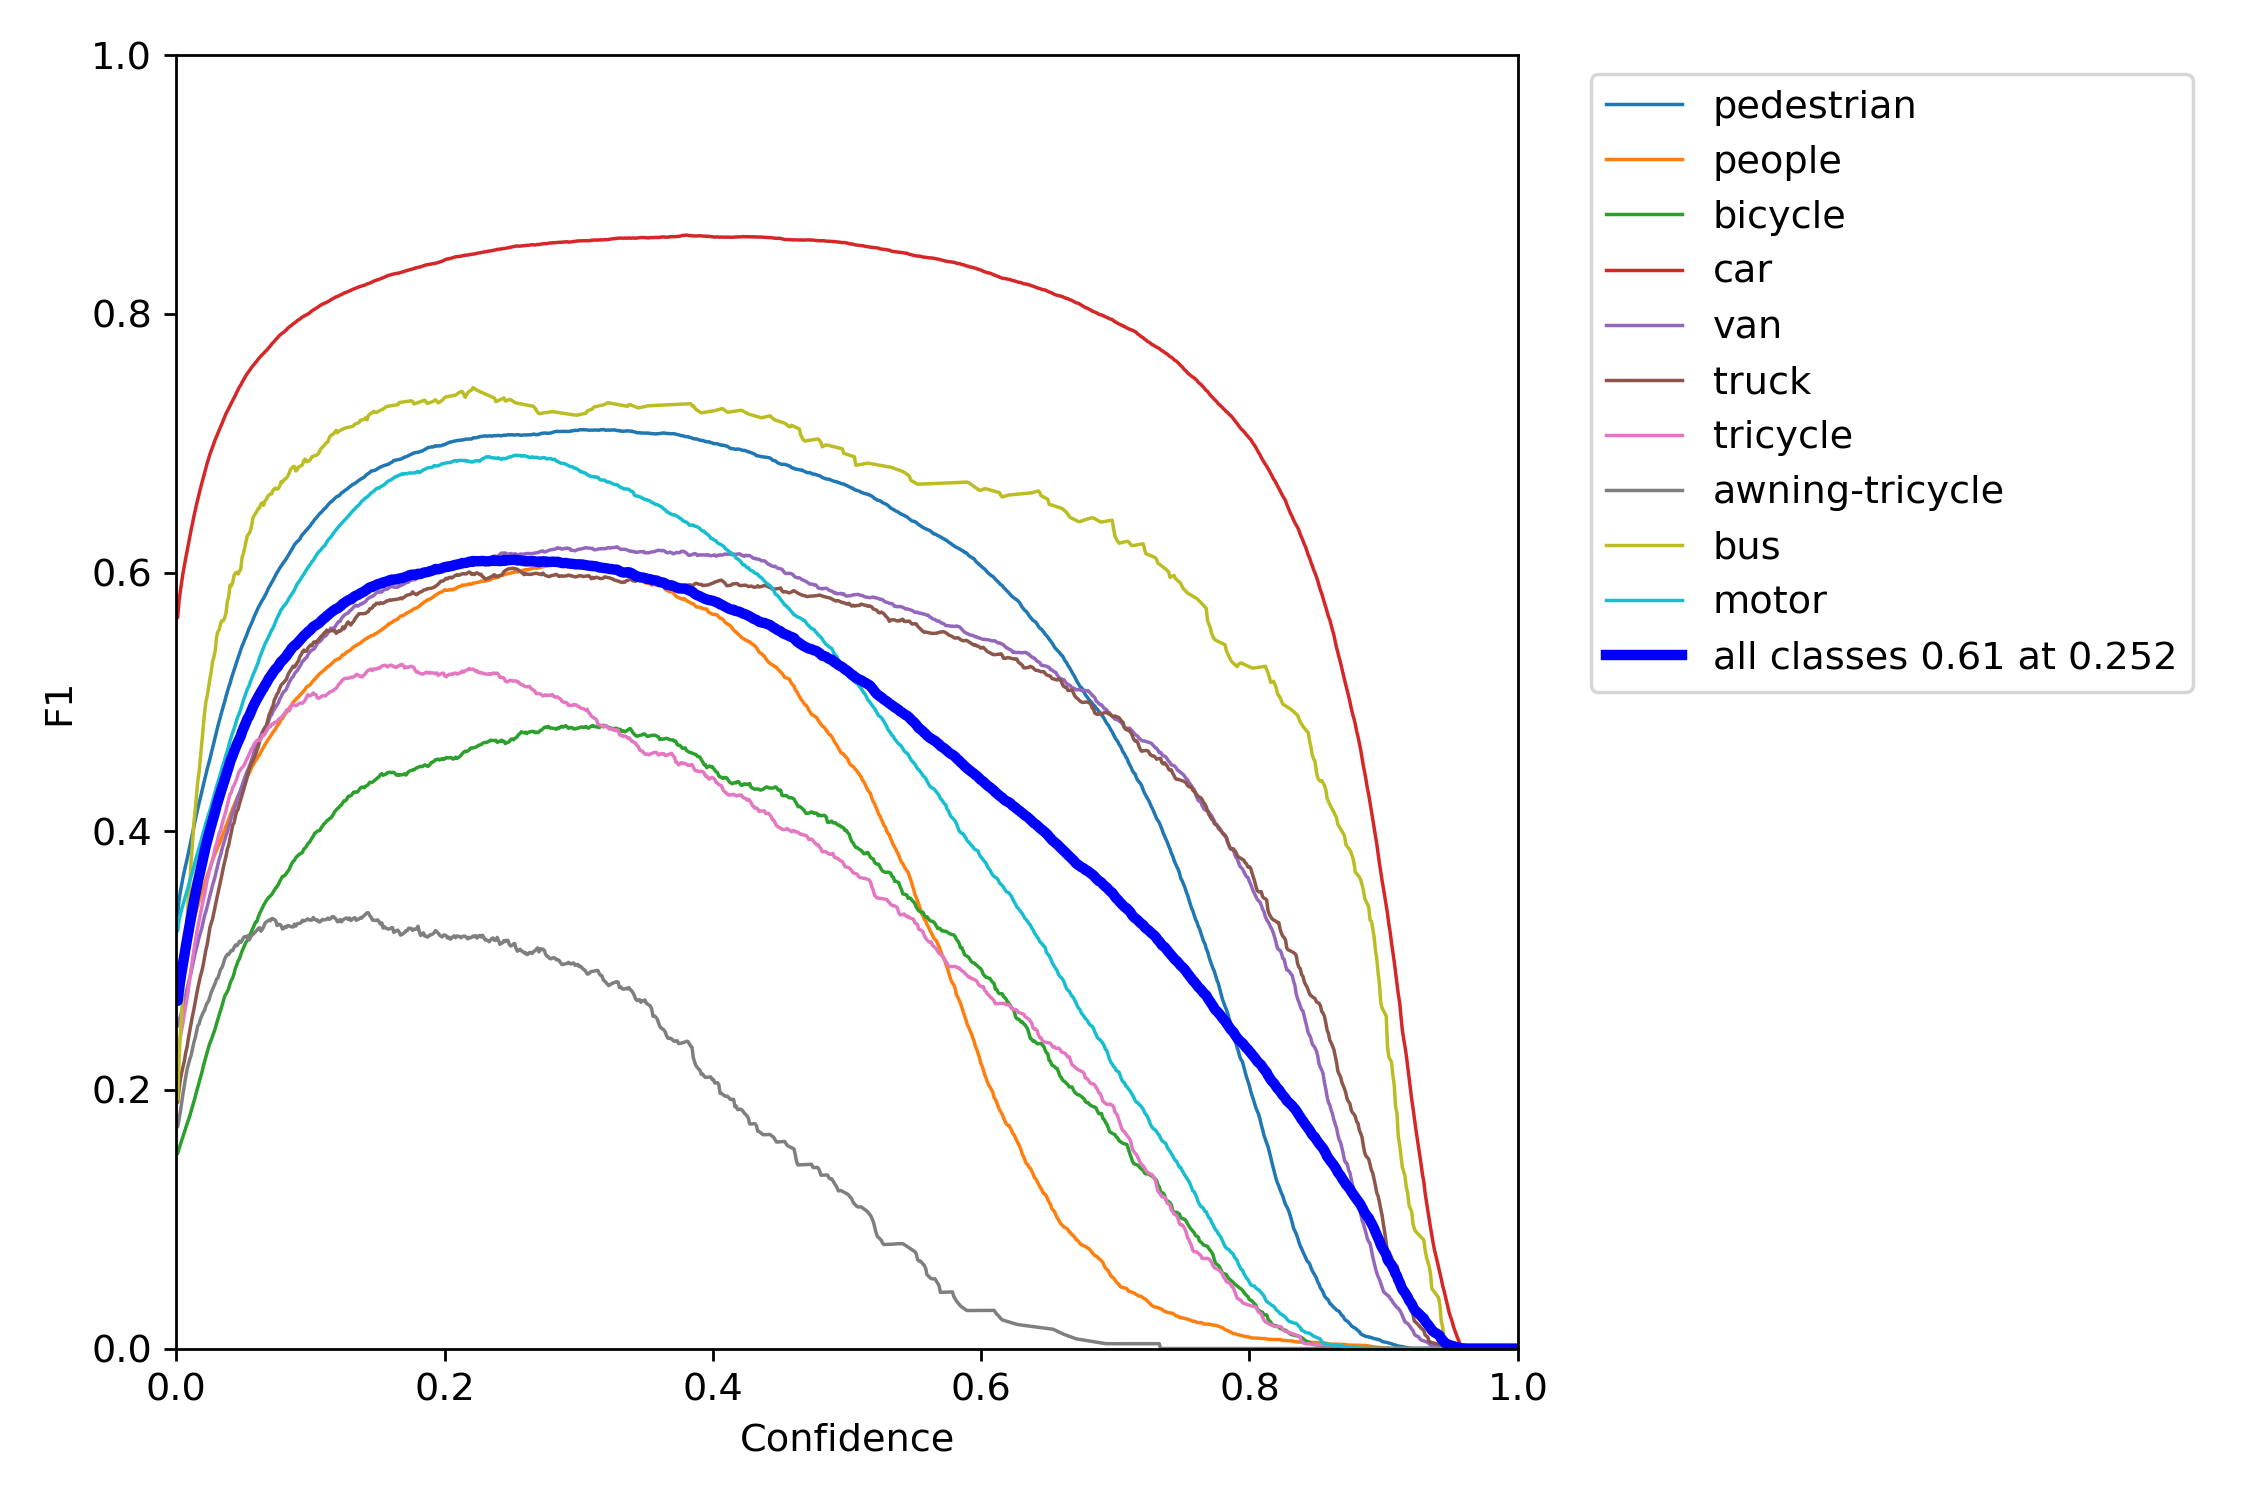 1.0
0.8
0.6
0.4
0.2
0.0
F1
0.0 0.2 0.4 0.6 0.8 1.0
Confidence
pedestrian
people
bicycle
car
van
truck
tricycle
awning-tricycle
bus
motor
all classes 0.61 at 0.252